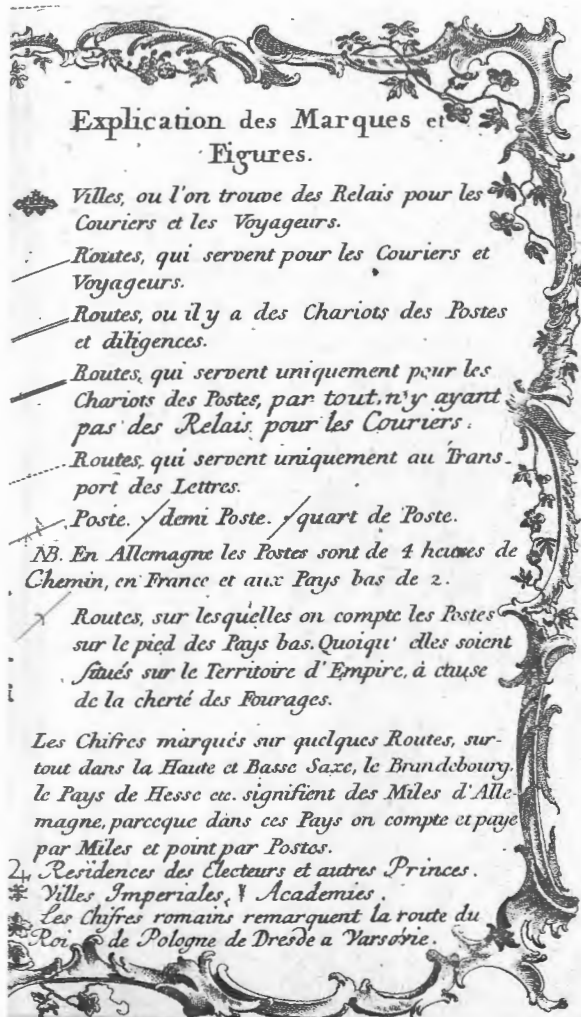 Explication des Marques et
Figures.
Villes, ou l'on trouve des Relais pour les
Couriers et les Voyageurs.
Routes, qui servent pour les Couriers et
Voyageurs.
Routes, ou il y a des Chariots des Postes
et diligences.
Routes, qui servent uniquement pour les
Chariots des Postes, par tout, n'y ayant
pas des Relais pour les Couriers.
Routes, qui servent uniquement au Trans-
port des Lettres.
Poste. demi Poste. quart de Poste.
NB. En Allemagne les Postes sont de 4 heures de
Chemin, en France et aux Pays bas de 2.
Routes, sur lesquelles on compte les Postes
sur le pied des Pays bas. Quoiqu' elles soient
situés sur le Territoire d'Empire, à cause
de la cherté des Fourages.
Les Chifres marqués sur quelques Routes, sur-
tout dans la Haute et Basse Saxe, le Brandebourg,
le Pays de Hesse etc. signifient des Miles d'Alle-
magne, parceque dans ces Pays on compte et paye
par Miles et point par Postes.
Residences des Electeurs et autres Princes.
Villes Imperiales, Academies.
Les Chifres romains remarquent la route du
Roi de Pologne de Dresde a Varsovie.